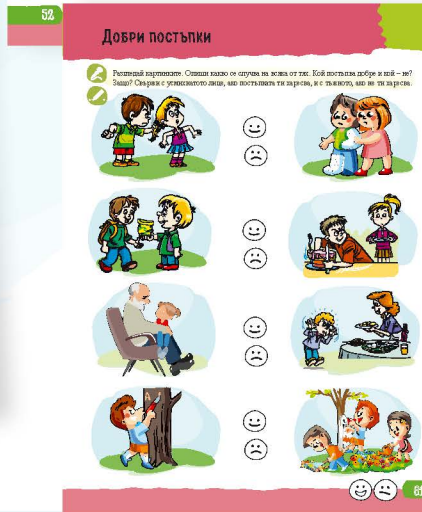 52
Добри постъпки
Разгледай картинките. Опиши какво се случва на всяка от тях. Кой постъпва добре и кой – не?
Защо? Свържи с усмихнатото лице, ако постъпката ти харесва, и с тъжното, ако не ти харесва.
А